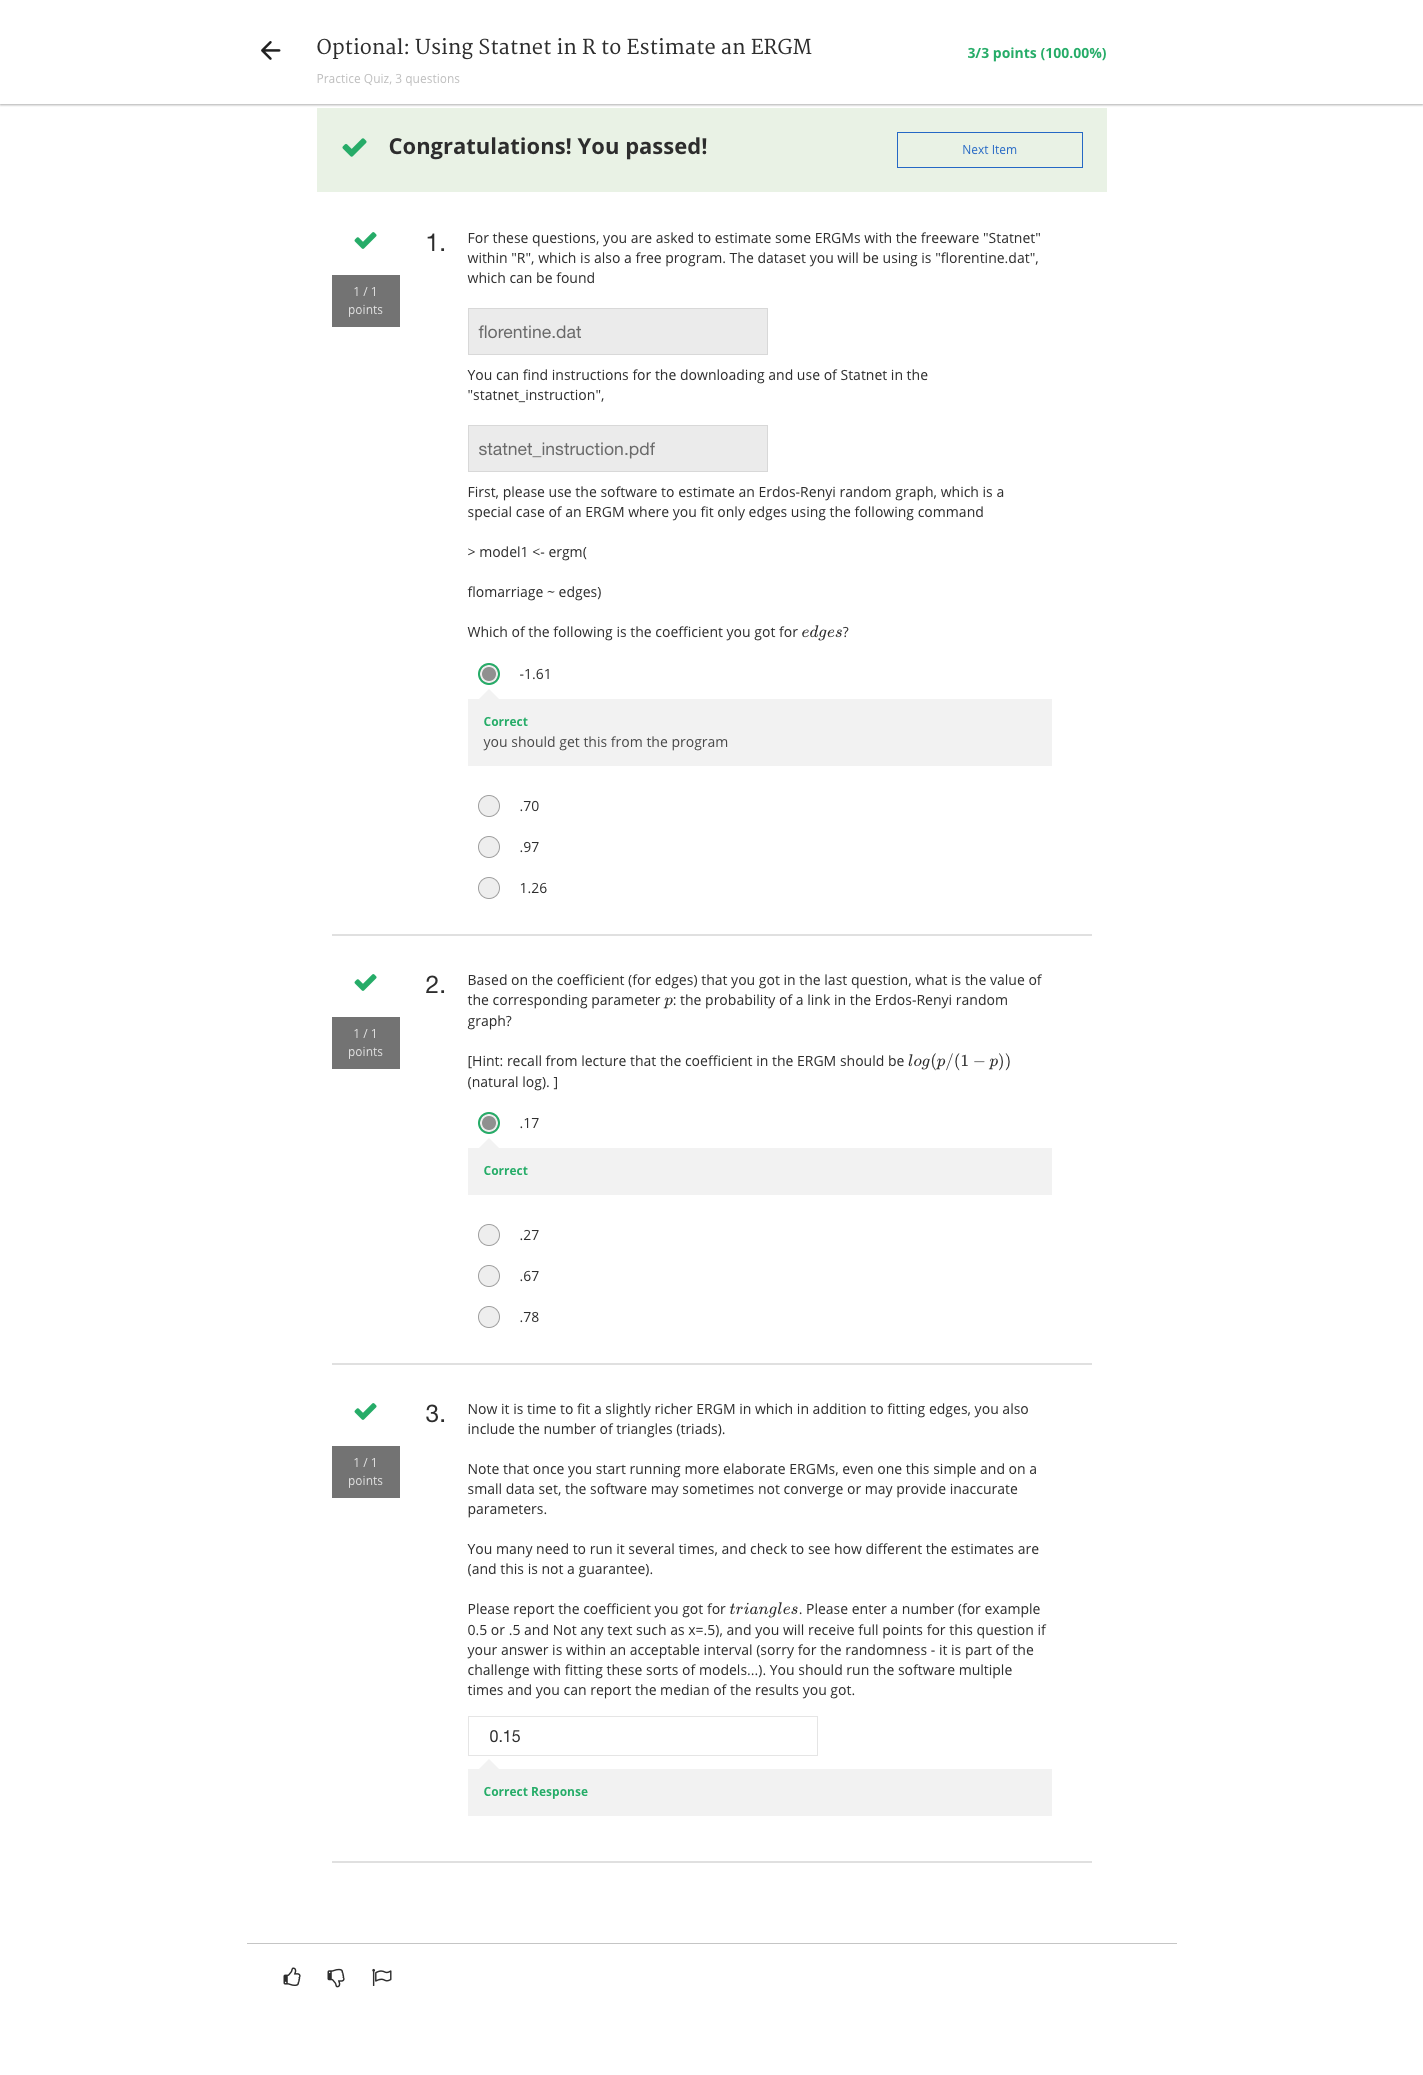 Optional: Using Statnet in R to Estimate an ERGM
3/3 points (100.00%)
Practice Quiz, 3 questions
Congratulations! You passed!
Next Item
1.
For these questions, you are asked to estimate some ERGMs with the freeware "Statnet"
within "R", which is also a free program. The dataset you will be using is "florentine.dat",
which can be found
1 / 1
points
florentine.dat
You can find instructions for the downloading and use of Statnet in the
"statnet_instruction",
statnet_instruction.pdf
First, please use the software to estimate an Erdos-Renyi random graph, which is a
special case of an ERGM where you fit only edges using the following command
> model1 <- ergm(
flomarriage ~ edges)
Which of the following is the coefficient you got for edges?
-1.61
Correct
you should get this from the program
.70
.97
1.26
2.
Based on the coefficient (for edges) that you got in the last question, what is the value of
the corresponding parameter p: the probability of a link in the Erdos-Renyi random
graph?
1 / 1
points
[Hint: recall from lecture that the coefficient in the ERGM should be log(p/(1 − p))
(natural log). ]
.17
Correct
.27
.67
.78
3.
Now it is time to fit a slightly richer ERGM in which in addition to fitting edges, you also
include the number of triangles (triads).
1 / 1
points
Note that once you start running more elaborate ERGMs, even one this simple and on a
small data set, the software may sometimes not converge or may provide inaccurate
parameters.
You many need to run it several times, and check to see how different the estimates are
(and this is not a guarantee).
Please report the coefficient you got for triangles. Please enter a number (for example
0.5 or .5 and Not any text such as x=.5), and you will receive full points for this question if
your answer is within an acceptable interval (sorry for the randomness - it is part of the
challenge with fitting these sorts of models...). You should run the software multiple
times and you can report the median of the results you got.
0.15
Correct Response